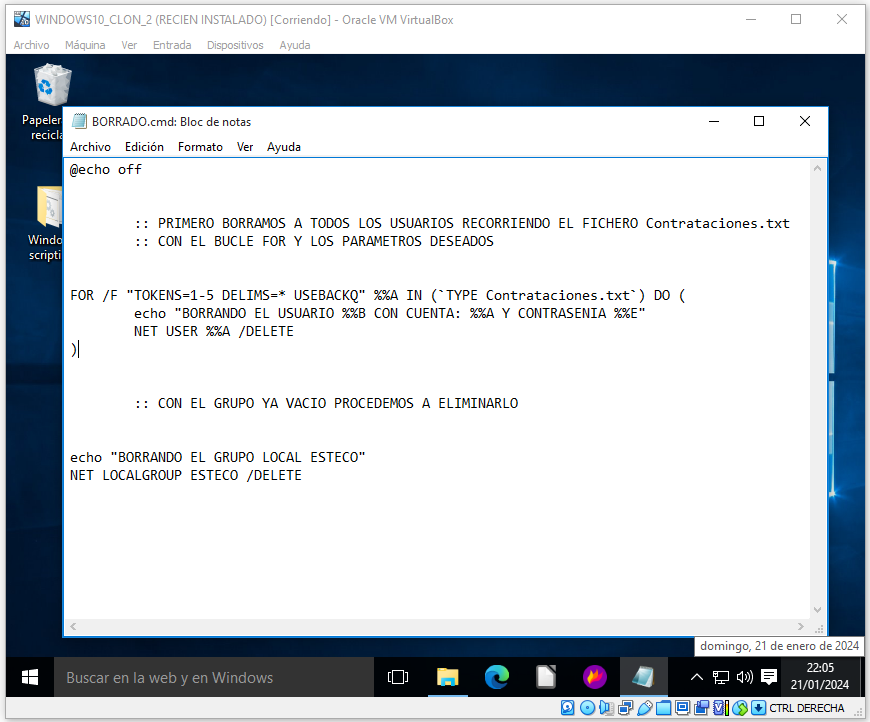 WINDOWS10_CLON_2 (RECIEN INSTALADO) [Corriendo] - Oracle VM VirtualBox
Archivo Máquina Ver Entrada Dispositivos Ayuda
Papeler
recicla
BORRADO.cmd: Bloc de notas
Archivo Edición Formato Ver Ayuda
@echo off
:: PRIMERO BORRAMOS A TODOS LOS USUARIOS RECORRIENDO EL FICHERO Contrataciones.txt
:: CON EL BUCLE FOR Y LOS PARAMETROS DESEADOS
Windo
scripti
FOR /F "TOKENS=1-5 DELIMS=* USEBACKQ" %%A IN (`TYPE Contrataciones.txt`) DO (
echo "BORRANDO EL USUARIO %%B CON CUENTA: %%A Y CONTRASENIA %%E"
NET USER %%A /DELETE
)
:: CON EL GRUPO YA VACIO PROCEDEMOS A ELIMINARLO
echo "BORRANDO EL GRUPO LOCAL ESTECO"
NET LOCALGROUP ESTECO /DELETE
domingo, 21 de enero de 2024
Buscar en la web y en Windows
22:05
21/01/2024
CTRL DERECHA